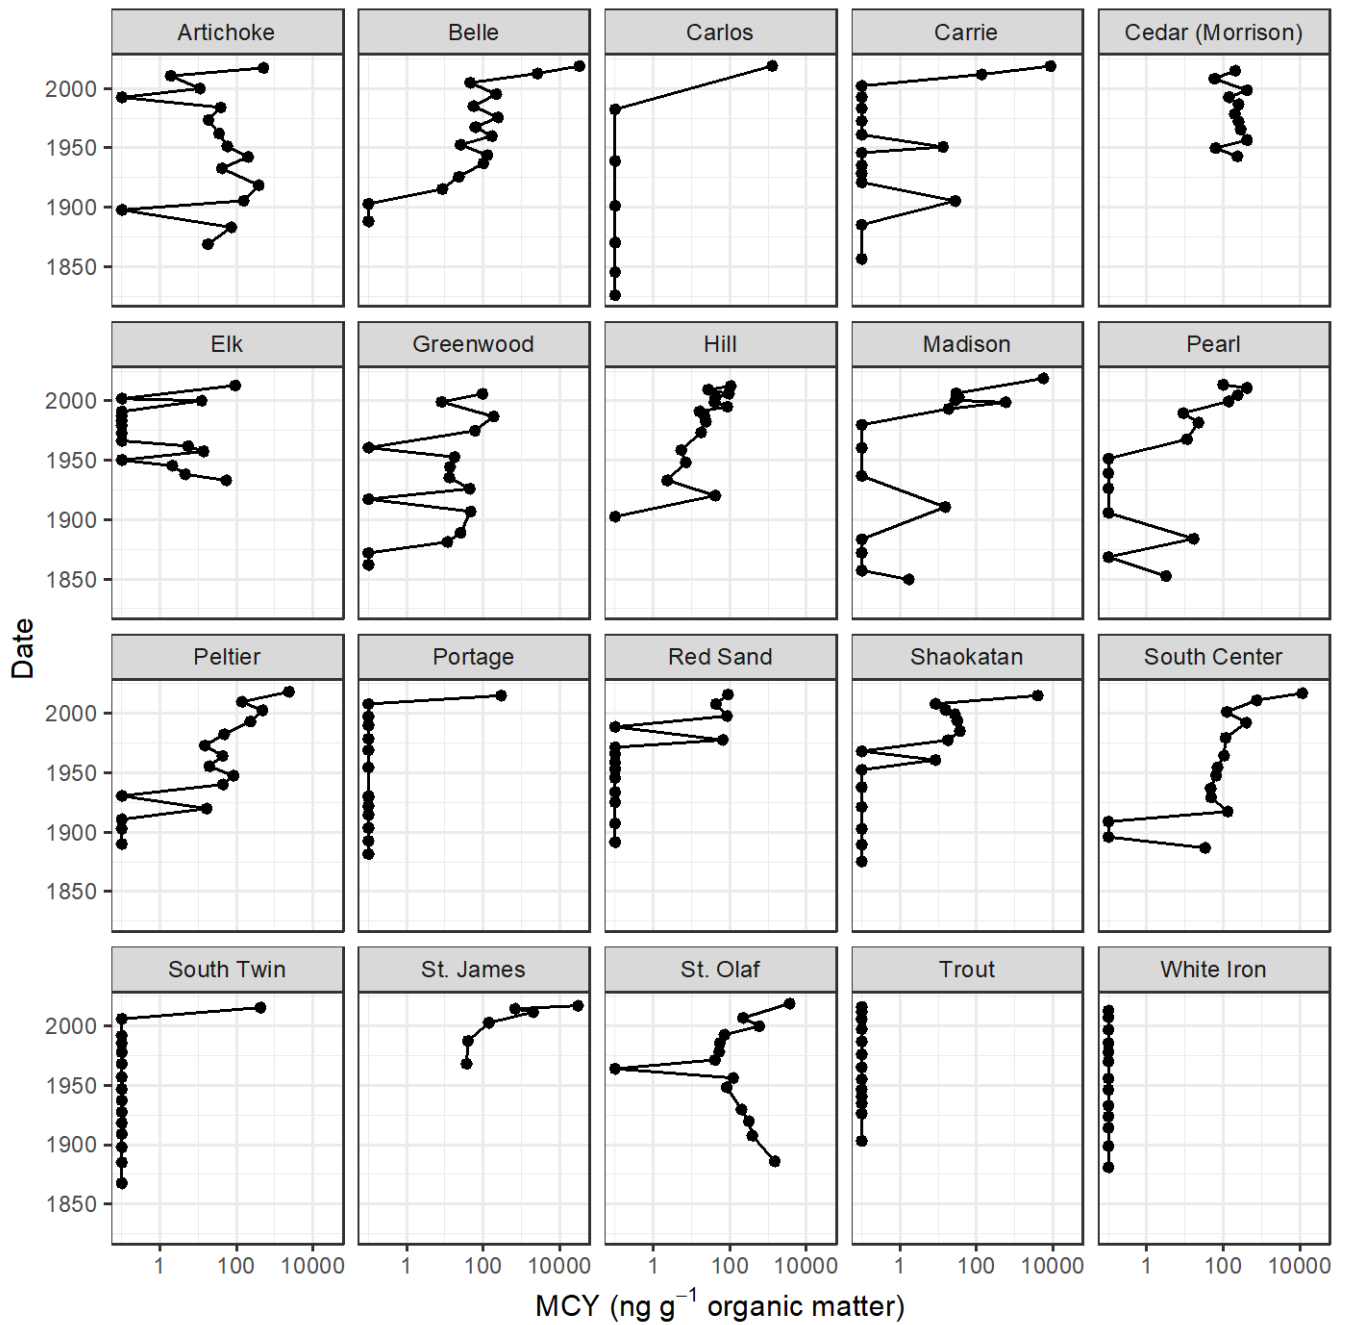 Artichoke Belle Carlos Carrie Cedar (Morrison)
2000
1950
1900
1850
Elk Greenwood Hill Madison Pearl
2000
1950
1900
1850
Date
Peltier Portage Red Sand Shaokatan South Center
2000
1950
1900
1850
South Twin St. James St. Olaf Trout White Iron
2000
1950
1900
1850
1 100 10000 1 100 10000 1 100 10000 1 100 10000 1 100 10000
MCY (ng g⁻¹ organic matter)